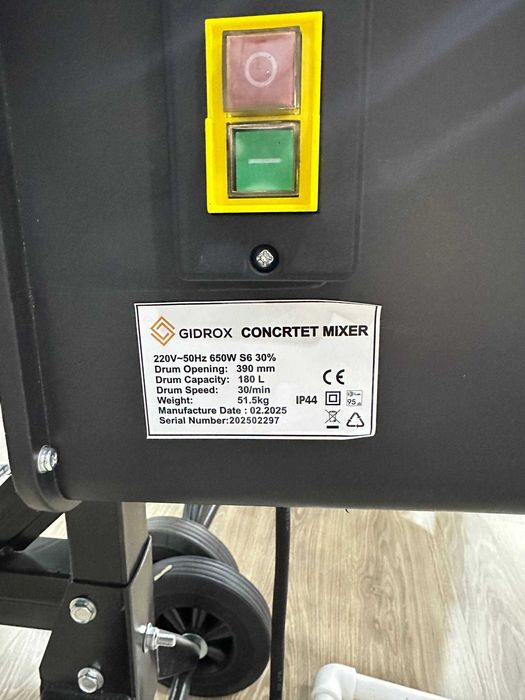 GIDROX CONCRTET MIXER
220V~50Hz 650W S6 30%
Drum Opening: 390 mm
Drum Capacity: 180 L
Drum Speed: 30/min
Weight: 51.5kg
Manufacture Date : 02.2025
Serial Number:202502297
CE
IP44
95